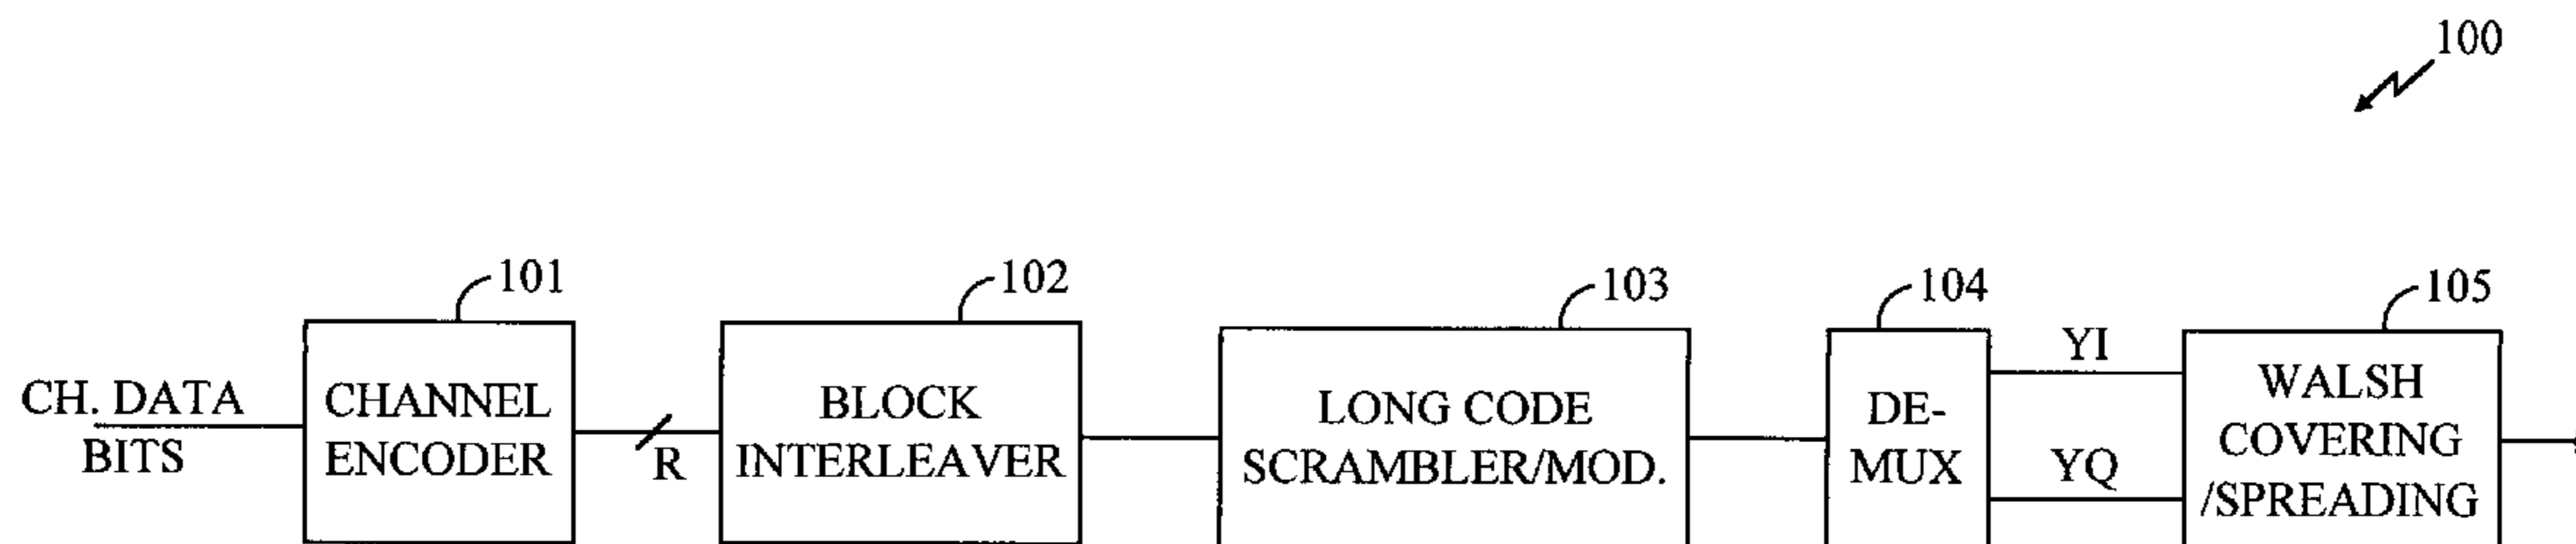 100
101
102
103
104
105
CH. DATA
BITS
CHANNEL
ENCODER
R
BLOCK
INTERLEAVER
LONG CODE
SCRAMBLER/MOD.
DE-
MUX
YI
YQ
WALSH
COVERING
/SPREADING